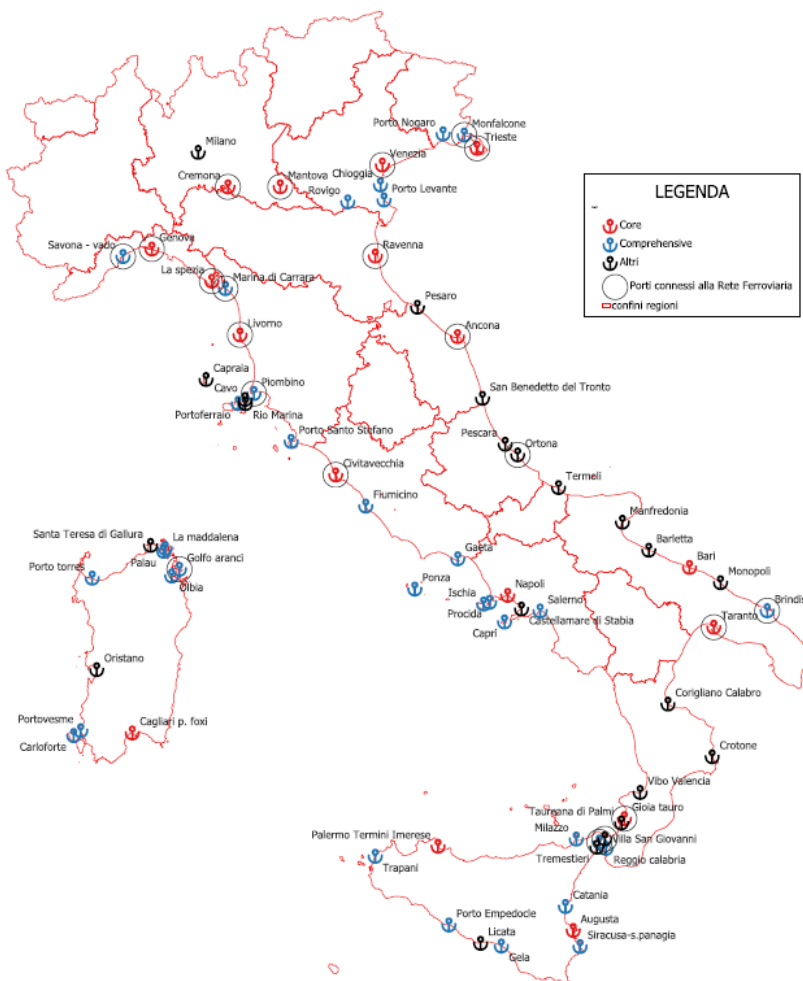 Porto Nogaro
Monfalcone
Trieste
Milano
Venezia
Chioggia
Cremona
Mantova
Rovigo
Porto Levante
LEGENDA
Core
Comprehensive
Altri
Porti connessi alla Rete Ferroviaria
confini regioni
Savona - vado
Genova
La spezia
Marina di Carrara
Ravenna
Pesaro
Livorno
Ancona
Capraia
Cavo
Piombino
Portoferraio
Rio Marina
San Benedetto del Tronto
Porto Santo Stefano
Pescara
Ortona
Civitavecchia
Termoli
Fiumicino
Manfredonia
Barletta
Bari
Monopoli
Brindis
Santa Teresa di Gallura
La maddalena
Golfo aranci
Porto torres
Palau
Olbia
Gaeta
Ponza
Ischia
Napoli
Procida
Salerno
Capri
Castellamare di Stabia
Taranto
Oristano
Corigliano Calabro
Portovesme
Cagliari p. foxi
Carloforte
Crotone
Vibo Valencia
Taureana di Palmi
Gioia tauro
Milazzo
Villa San Giovanni
Palermo Termini Imerese
Tremestieri
Reggio calabria
Trapani
Catania
Porto Empedocle
Augusta
Licata
Siracusa-s.panagia
Gela